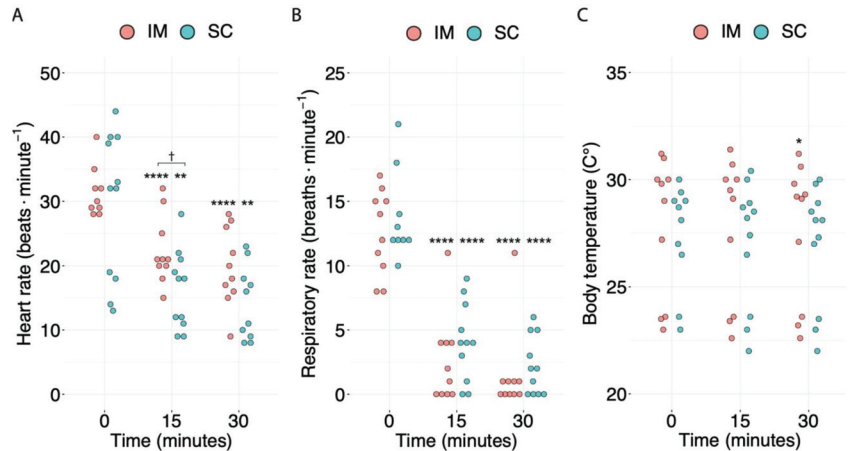 A
IM
SC
Heart rate (beats · minute⁻¹)
50
40
30
20
10
0
†
**** **
**** **
0
15
30
Time (minutes)
B
IM
SC
Respiratory rate (breaths · minute⁻¹)
25
20
15
10
5
0
**** ****
**** ****
0
15
30
Time (minutes)
C
IM
SC
Body temperature (C°)
35
30
25
20
*
0
15
30
Time (minutes)